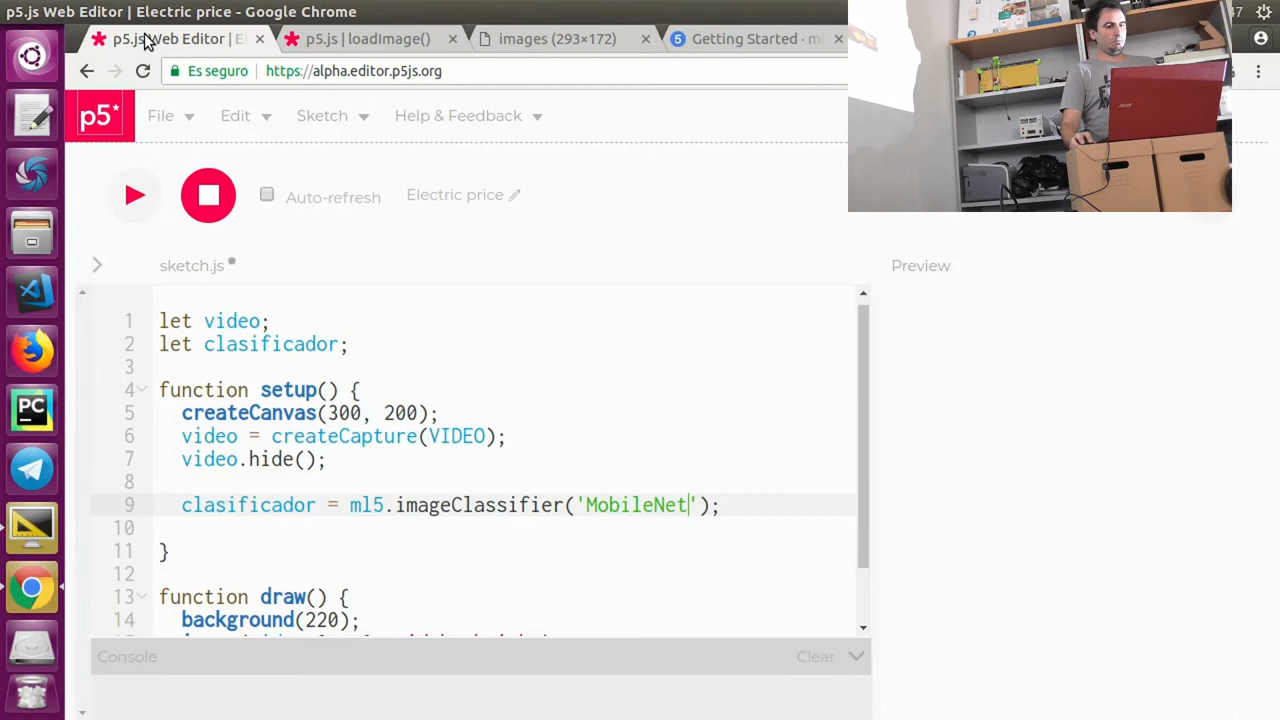 p5.js Web Editor | Electric price - Google Chrome
47
p5.js Web Editor | E
p5.js | loadImage()
images (293×172)
5 Getting Started - m
Es seguro
https://alpha.editor.p5js.org
p5*
File
Edit
Sketch
Help & Feedback
Auto-refresh
Electric price
sketch.js
Preview
1 let video;
2 let clasificador;
3
4 function setup() {
5 createCanvas(300, 200);
6 video = createCapture(VIDEO);
7 video.hide();
8
9 clasificador = ml5.imageClassifier('MobileNet');
10
11 }
12
13 function draw() {
14 background(220);
Console
Clear
PC
acer